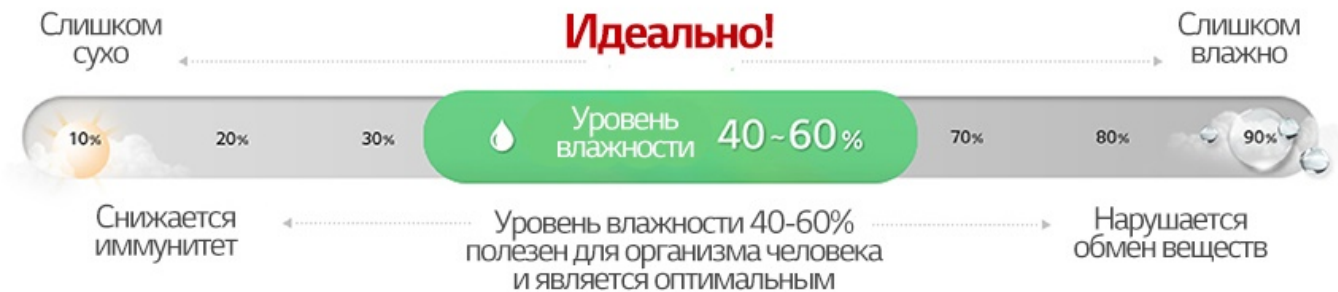 Слишком
сухо
Идеально!
Слишком
влажно
10%
20%
30%
Уровень
влажности
40~60%
70%
80%
90%
Снижается
иммунитет
Уровень влажности 40-60%
полезен для организма человека
и является оптимальным
Нарушается
обмен веществ